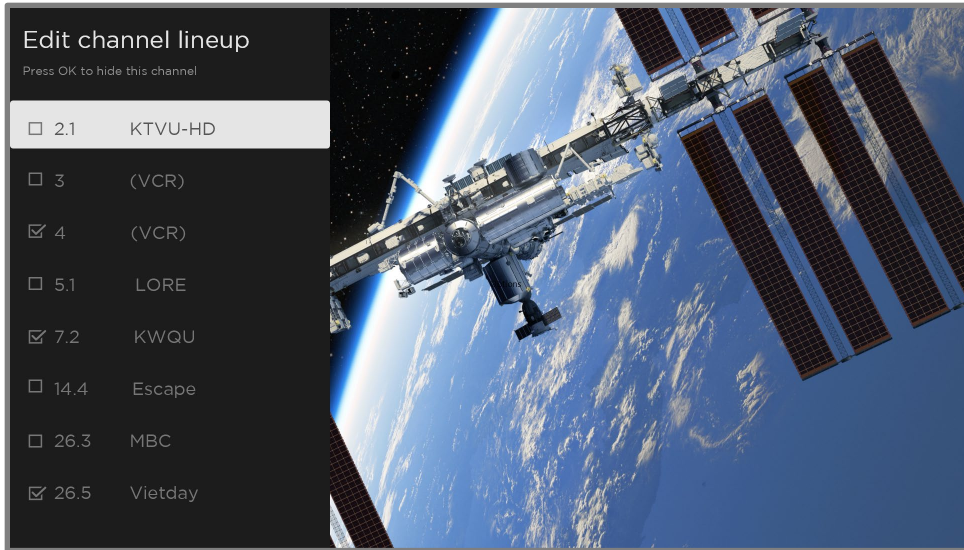 Edit channel lineup
Press OK to hide this channel
2.1 KTVU-HD
3 (VCR)
4 (VCR)
5.1 LORE
7.2 KWQU
14.4 Escape
26.3 MBC
26.5 Vietday